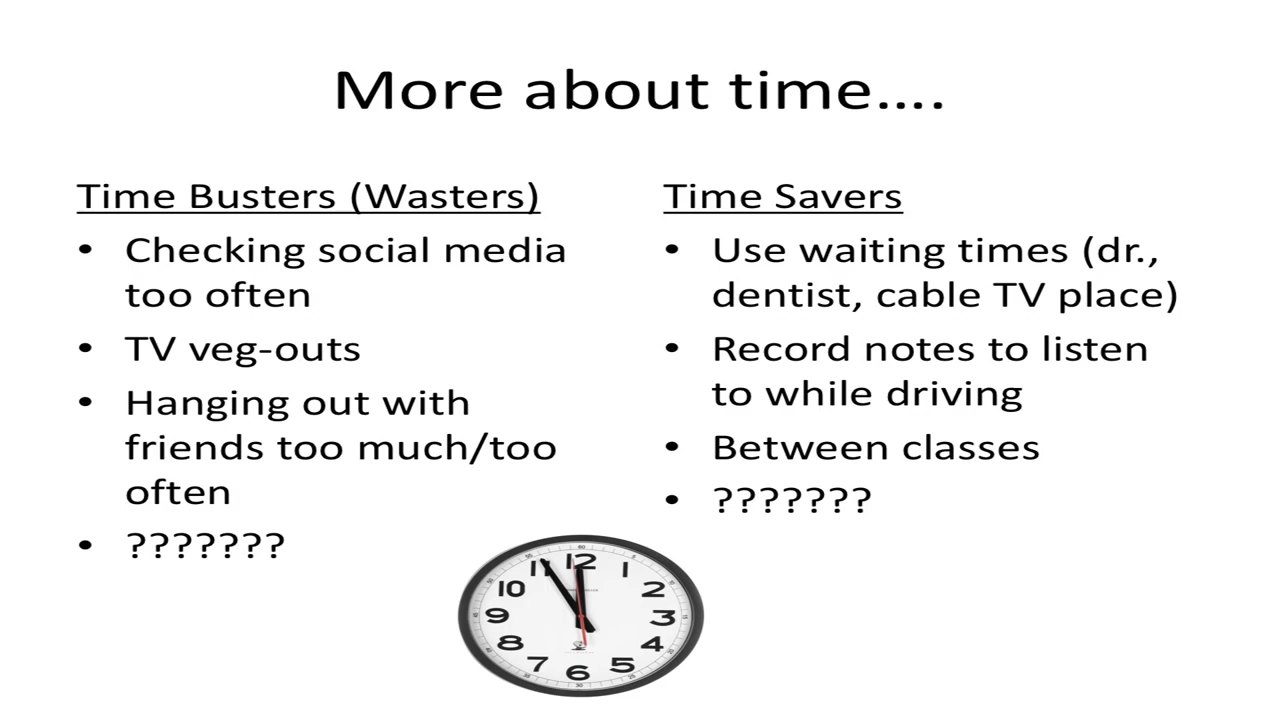 More about time....
Time Busters (Wasters)
• Checking social media
too often
• TV veg-outs
• Hanging out with
friends too much/too
often
• ???????
Time Savers
• Use waiting times (dr.,
dentist, cable TV place)
• Record notes to listen
to while driving
• Between classes
• ???????
12
1
2
3
4
5
6
7
8
9
10
11